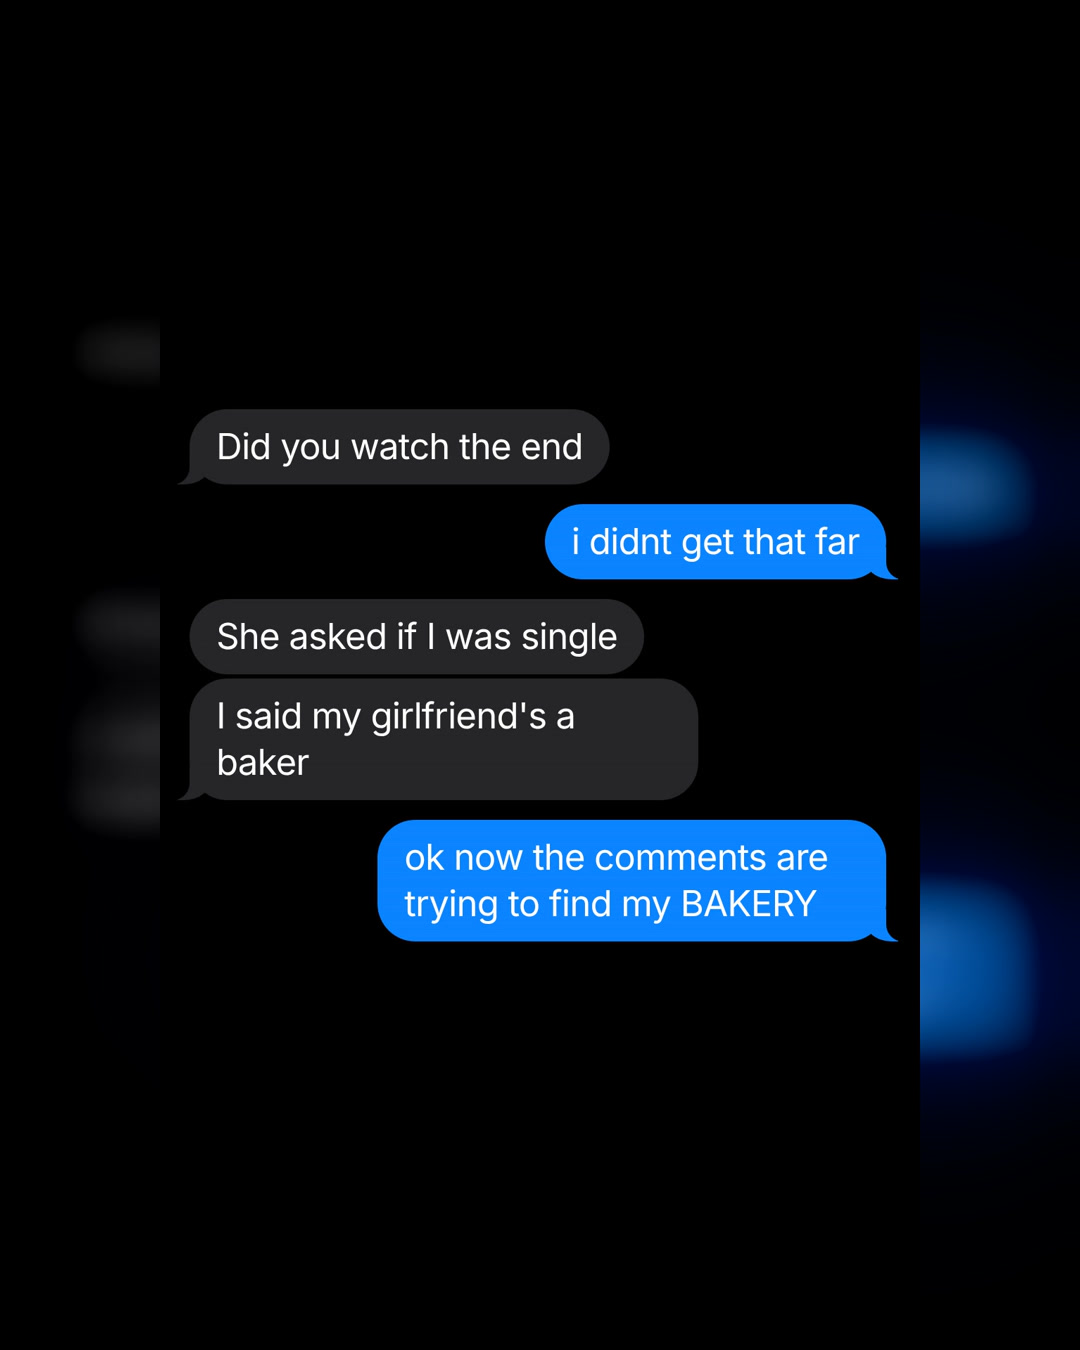 Did you watch the end
i didnt get that far
She asked if I was single
I said my girlfriend's a
baker
ok now the comments are
trying to find my BAKERY